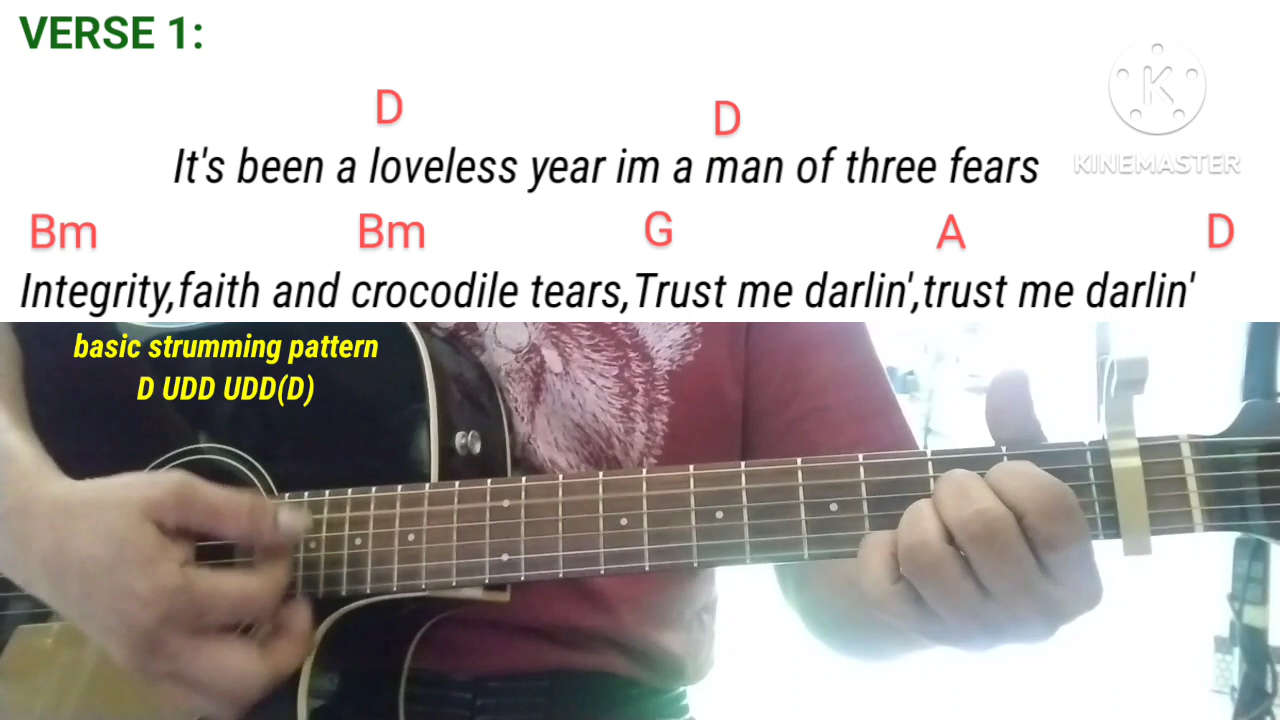 VERSE 1:
D D
It's been a loveless year im a man of three fears
Bm Bm G A D
Integrity,faith and crocodile tears,Trust me darlin',trust me darlin'
basic strumming pattern
D UDD UDD(D)
K
KINEMASTER